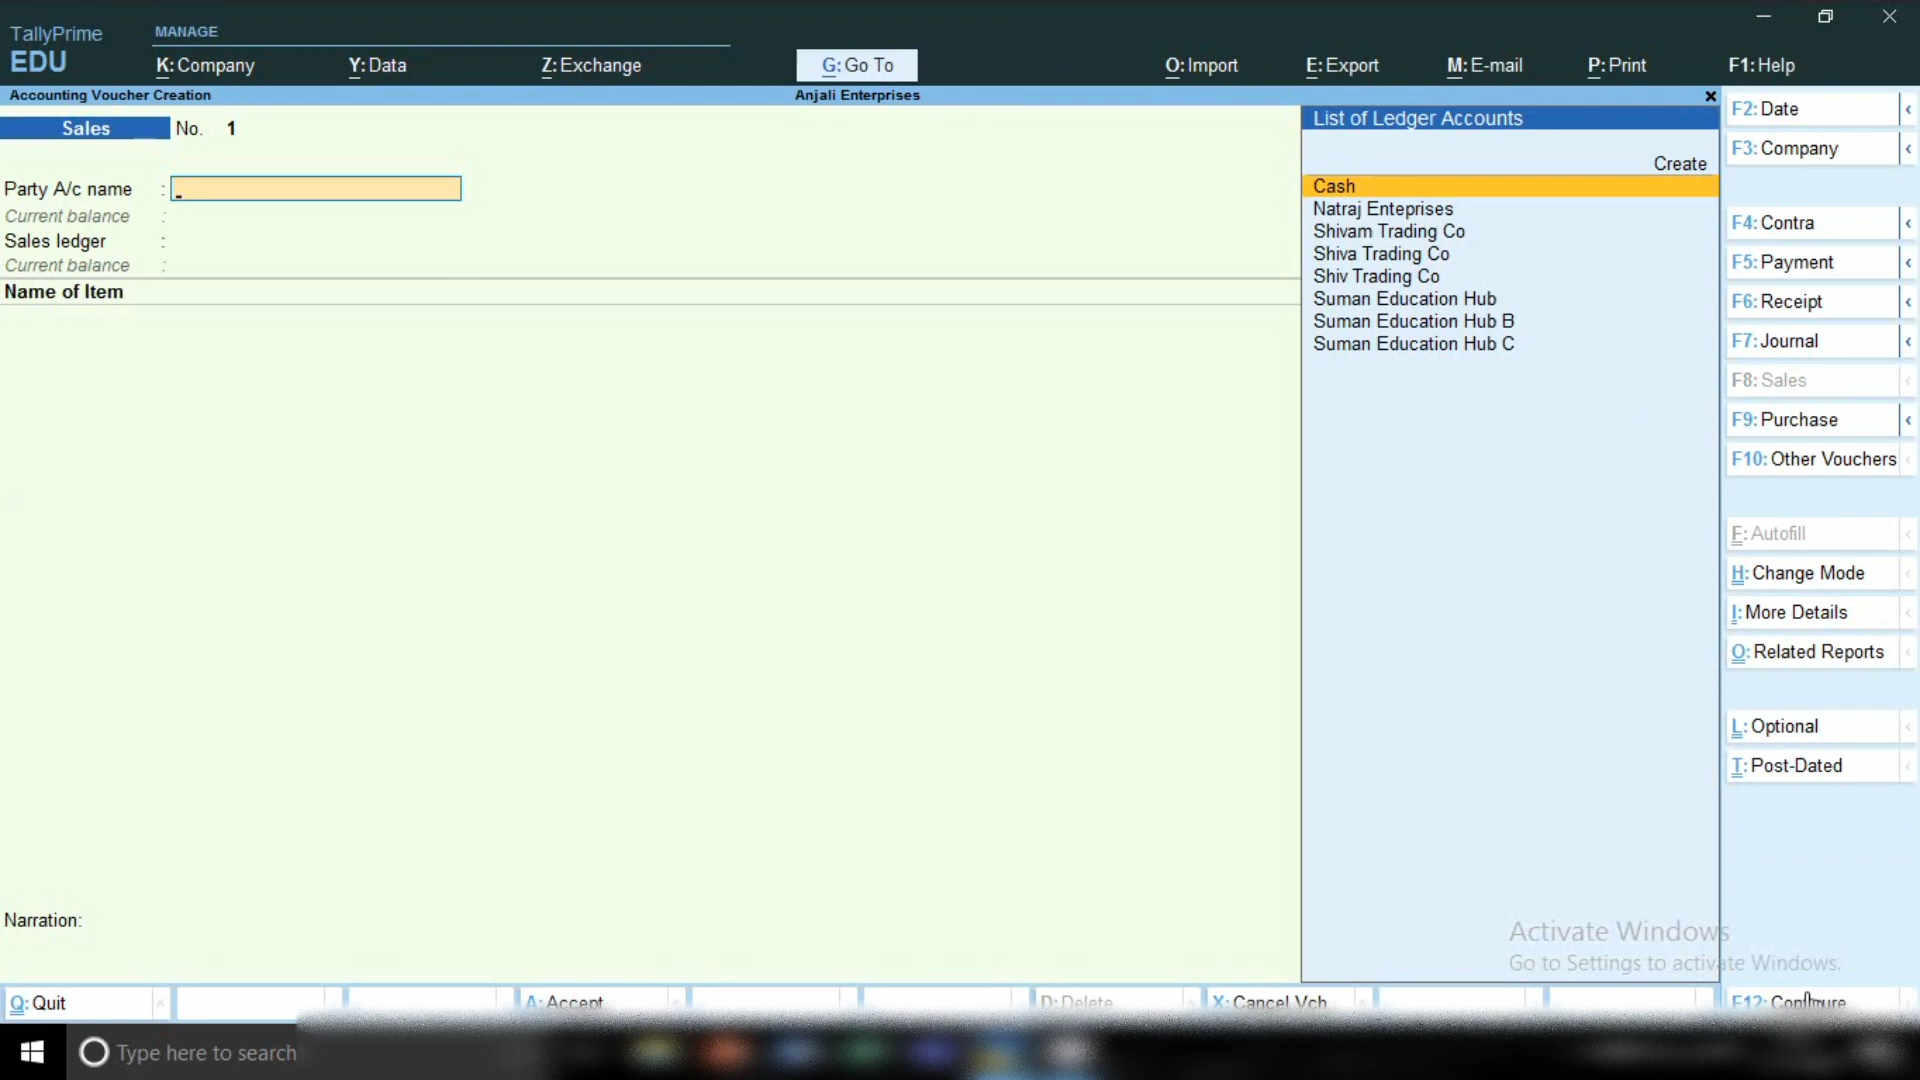 TallyPrime
EDU
MANAGE
K: Company
Y: Data
Z: Exchange
G: Go To
O: Import
E: Export
M: E-mail
P: Print
F1: Help
Accounting Voucher Creation
Anjali Enterprises
Sales No. 1
Party A/c name :
Current balance :
Sales ledger :
Current balance :
Name of Item
Narration:
List of Ledger Accounts
Create
Cash
Natraj Enteprises
Shivam Trading Co
Shiva Trading Co
Shiv Trading Co
Suman Education Hub
Suman Education Hub B
Suman Education Hub C
F2: Date
F3: Company
F4: Contra
F5: Payment
F6: Receipt
F7: Journal
F8: Sales
F9: Purchase
F10: Other Vouchers
F: Autofill
H: Change Mode
I: More Details
O: Related Reports
L: Optional
T: Post-Dated
Activate Windows
Go to Settings to activate Windows.
Q: Quit
A: Accept
D: Delete
X: Cancel Vch
F12: Configure
Type here to search